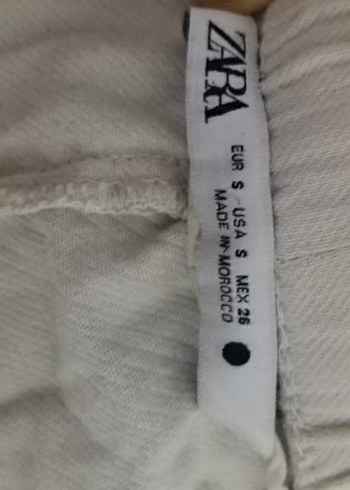 ZARA
EUR S USA S MEX 26
MADE IN MOROCCO